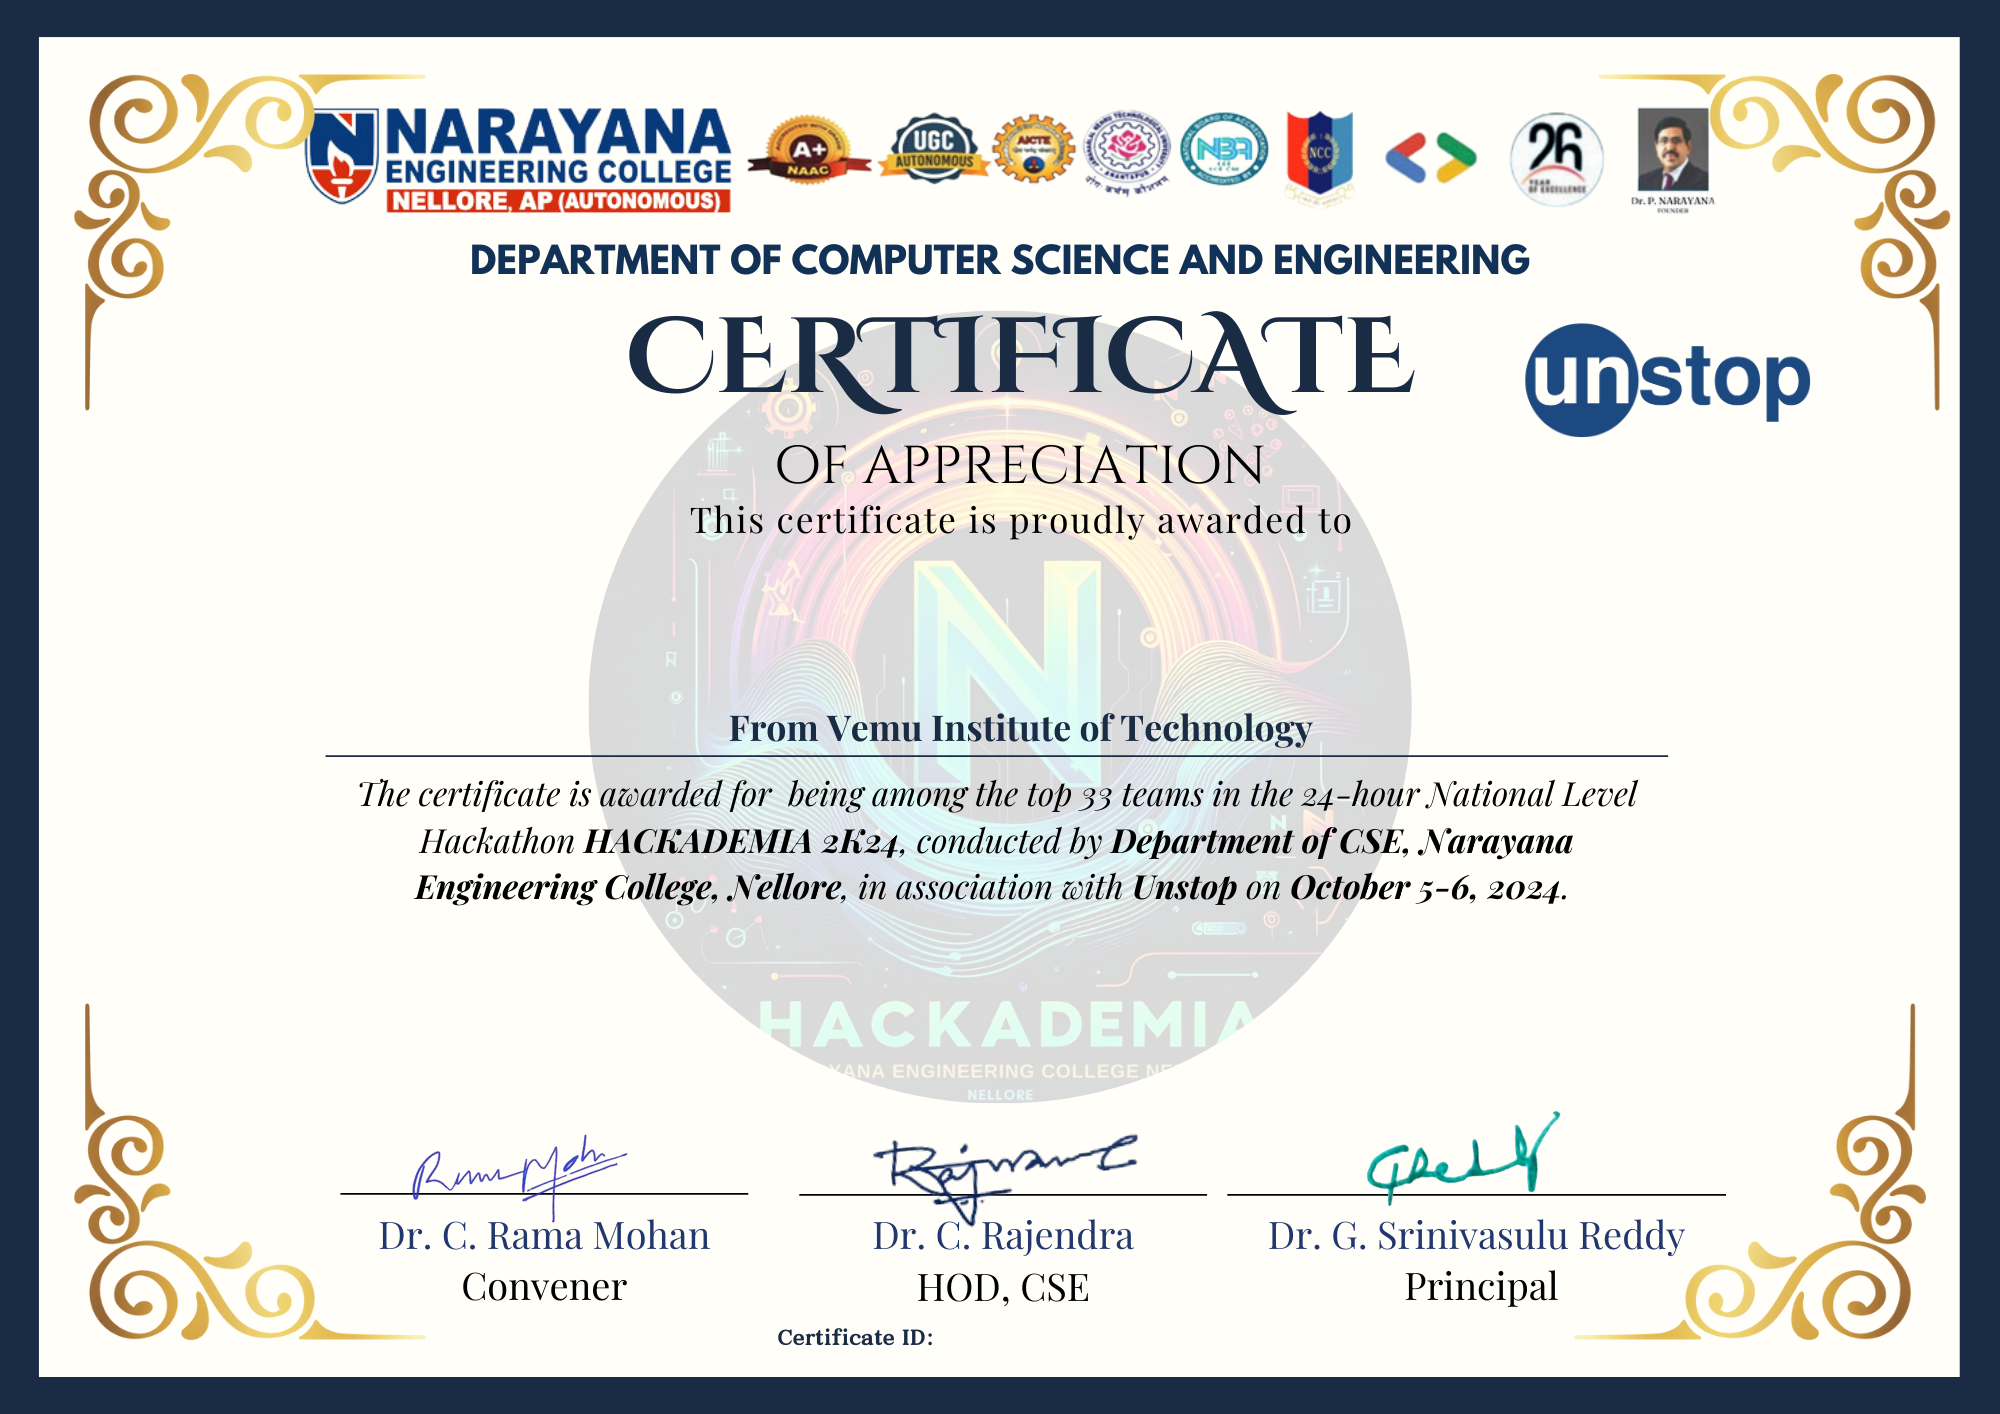 NARAYANA
ENGINEERING COLLEGE
NELLORE, AP (AUTONOMOUS)
A+
NAAC
UGC
AUTONOMOUS
AICTE
NBA
NCC
26
YEAR
OF EXCELLENCE
Dr. P. NARAYANA
FOUNDER
DEPARTMENT OF COMPUTER SCIENCE AND ENGINEERING
CERTIFICATE
unstop
OF APPRECIATION
This certificate is proudly awarded to
N
From Vemu Institute of Technology
The certificate is awarded for being among the top 33 teams in the 24-hour National Level
Hackathon HACKADEMIA 2K24, conducted by Department of CSE, Narayana
Engineering College, Nellore, in association with Unstop on October 5-6, 2024.
HACKADEMIA
YANA ENGINEERING COLLEGE NE
NELLORE
Dr. C. Rama Mohan
Convener
Dr. C. Rajendra
HOD, CSE
Dr. G. Srinivasulu Reddy
Principal
Certificate ID: